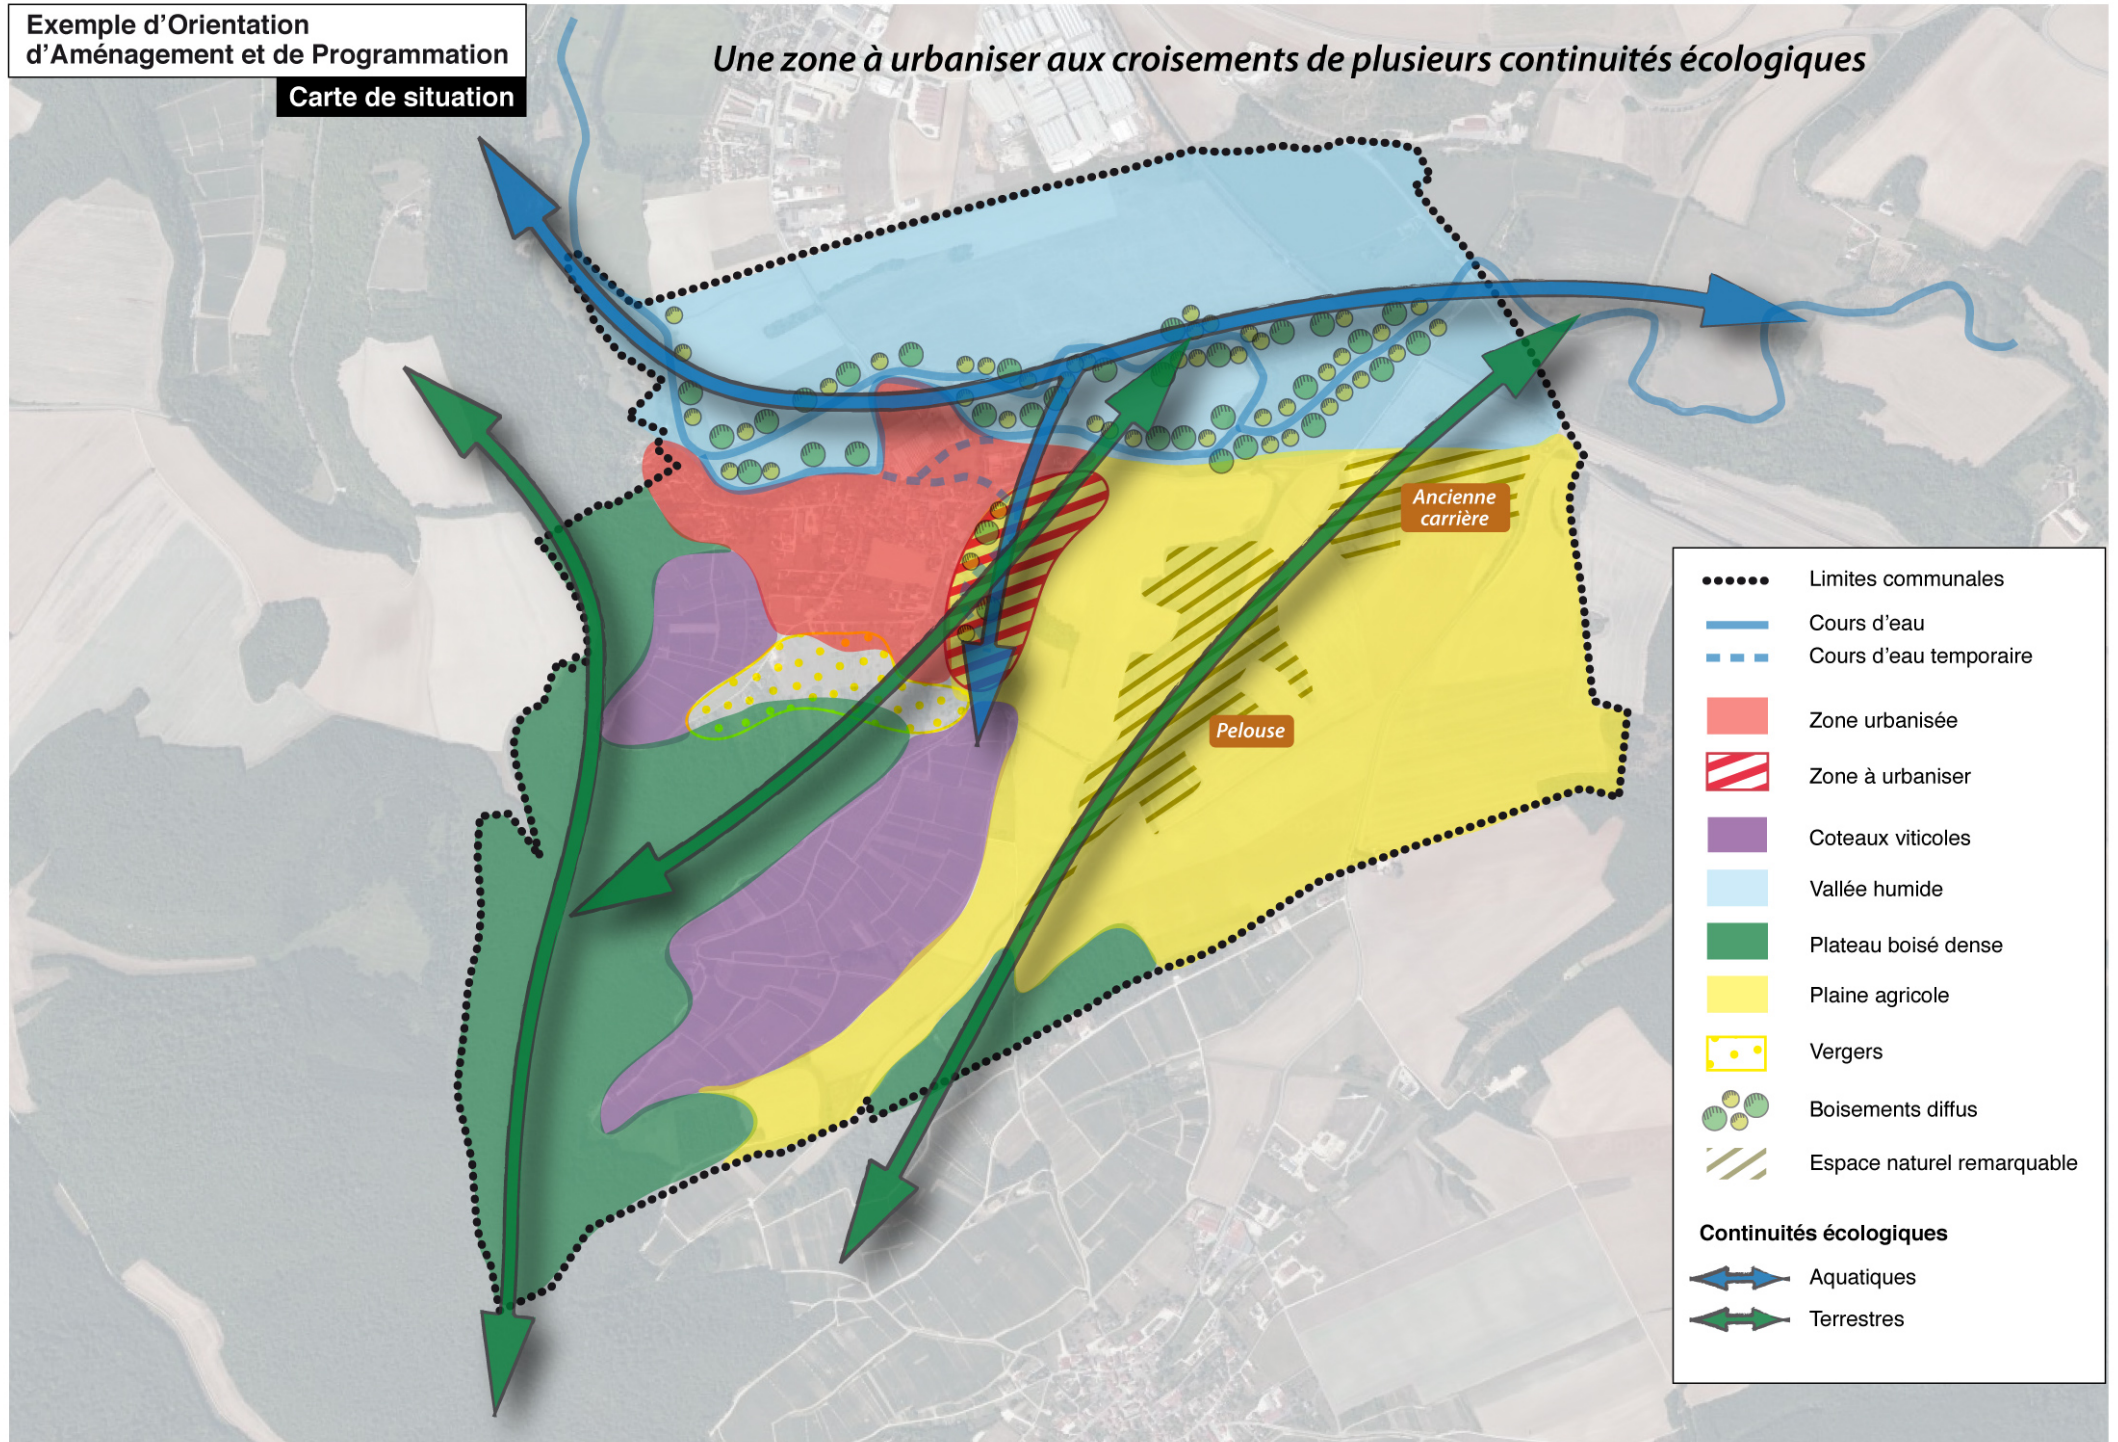 Exemple d'Orientation
d'Aménagement et de Programmation
Carte de situation
Une zone à urbaniser aux croisements de plusieurs continuités écologiques
Ancienne
carrière
Pelouse
Limites communales
Cours d'eau
Cours d'eau temporaire
Zone urbanisée
Zone à urbaniser
Coteaux viticoles
Vallée humide
Plateau boisé dense
Plaine agricole
Vergers
Boisements diffus
Espace naturel remarquable
Continuités écologiques
Aquatiques
Terrestres